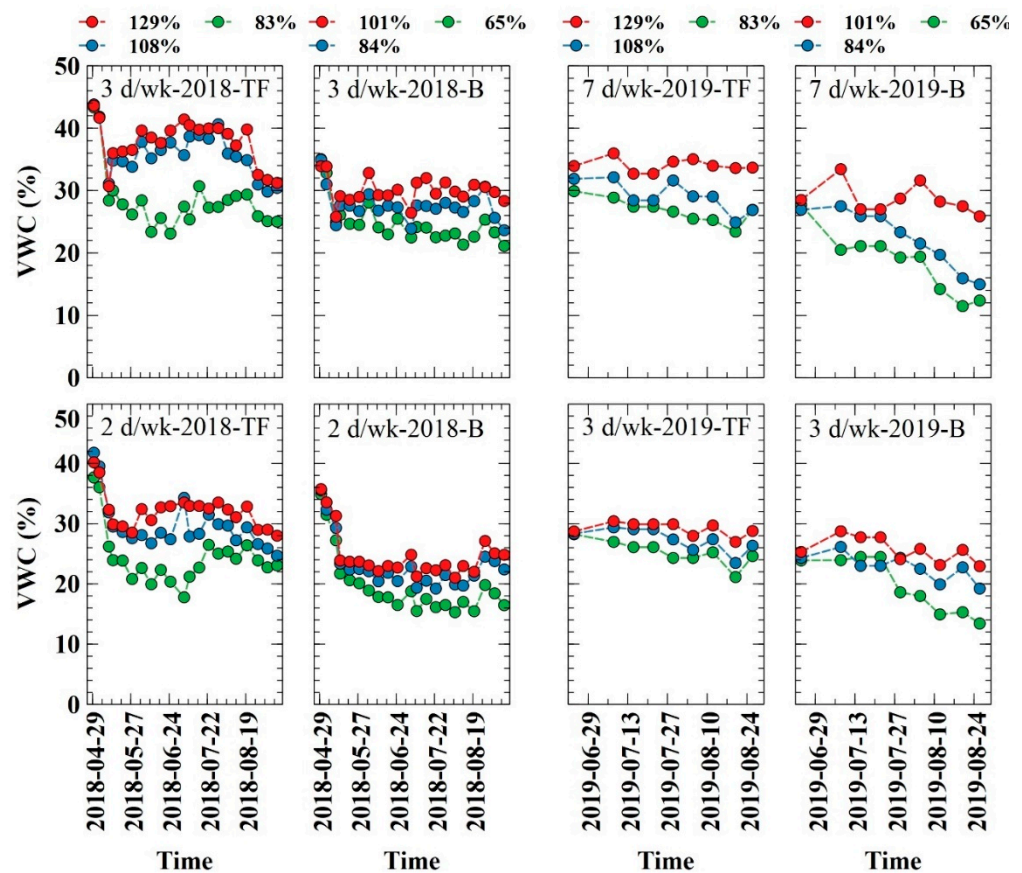 129% 83% 101% 65% 129% 83% 101% 65%
108% 84% 108% 84%
50 3 d/wk-2018-TF 3 d/wk-2018-B 7 d/wk-2019-TF 7 d/wk-2019-B
40
30
20
10
0
VWC (%)
50 2 d/wk-2018-TF 2 d/wk-2018-B 3 d/wk-2019-TF 3 d/wk-2019-B
40
30
20
10
0
VWC (%)
2018-04-29 2018-05-27 2018-06-24 2018-07-22 2018-08-19 2018-04-29 2018-05-27 2018-06-24 2018-07-22 2018-08-19 2019-06-29 2019-07-13 2019-07-27 2019-08-10 2019-08-24 2019-06-29 2019-07-13 2019-07-27 2019-08-10 2019-08-24
Time Time Time Time